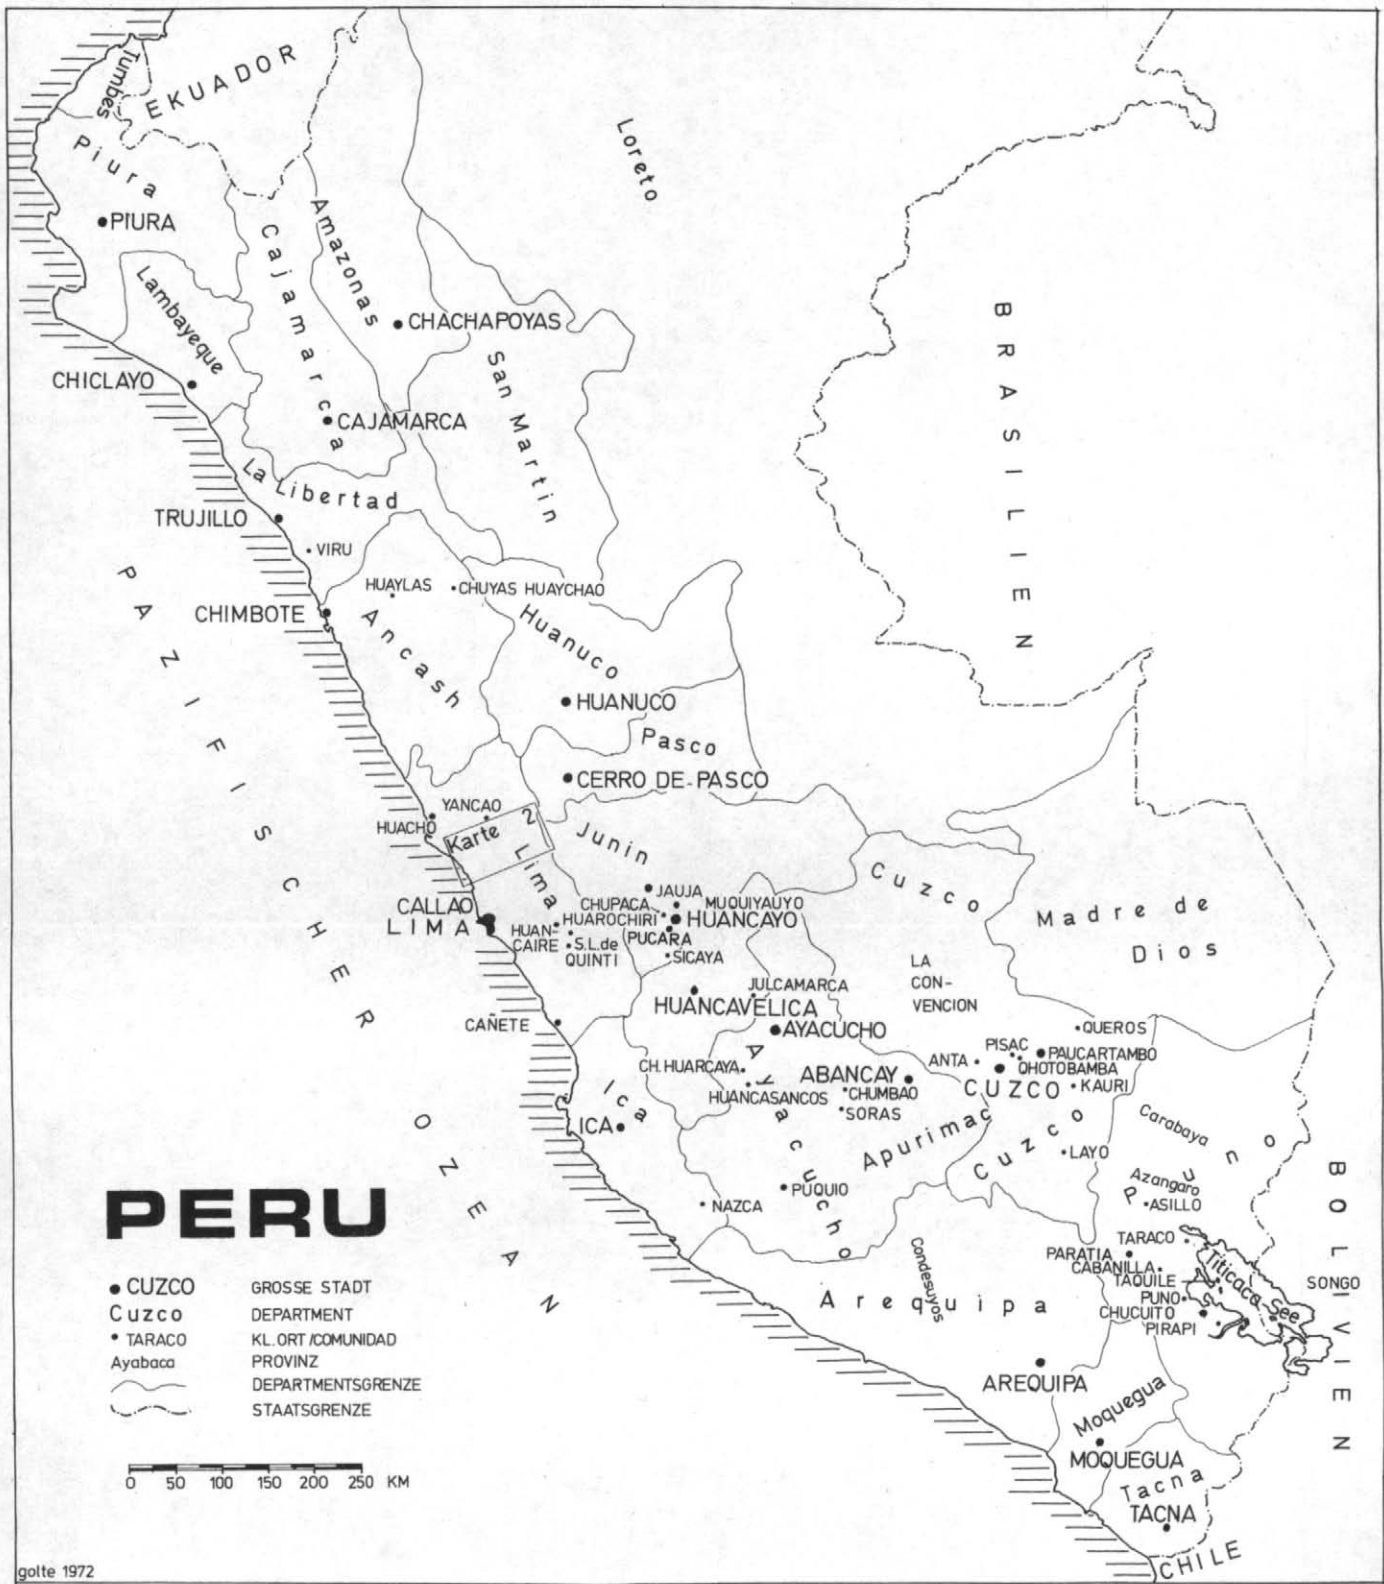 Tumbes
EKUADOR
Piura
PIURA
Loreto
Amazonas
Cajamarca
Lambayeque
CHACHAPOYAS
CHICLAYO
CAJAMARCA
San Martin
BRASILIEN
La Libertad
TRUJILLO
VIRU
HUAYLAS
CHUYAS HUAYCHAO
CHIMBOTE
Ancash
Huanuco
HUANUCO
Pasco
CERRO DE-PASCO
PAZIFISCHER OZEAN
YANCAO
HUACHO
Karte 2
Lima
Junin
Cuzco
Madre de
Dios
JAUJA
CHUPACA
MUQUIYAUYO
CALLAO
LIMA
HUAROCHIRI
HUANCAYO
HUAN-
CAIRE
PUCARA
S.L.de
QUINTI
SICAYA
LA
CON-
VENCION
JULCAMARCA
HUANCAVELICA
CAÑETE
AYACUCHO
QUEROS
PISAC
PAUCARTAMBO
ANTA
QHOTOBAMBA
CH.HUARCAYA
ABANCAY
CUZCO
KAURI
HUANCASANCOS
CHUMBAO
SORAS
Ica
ICA
Ayacucho
Apurimac
Cuzco
LAYO
Carabaya
Puno
Azangaro
ASILLO
PUQUIO
NAZCA
BOLIVIEN
TARACO
PARATIA
CABANILLA
TAQUILE
Titicaca See
SONGO
PUNO
CHUCUITO
PIRAPI
Condesuyos
Arequipa
AREQUIPA
Moquegua
MOQUEGUA
Tacna
TACNA
CHILE
PERU
CUZCO GROSSE STADT
Cuzco DEPARTMENT
TARACO KL.ORT/COMUNIDAD
Ayabaca PROVINZ
DEPARTMENTSGRENZE
STAATSGRENZE
0 50 100 150 200 250 KM
golte 1972